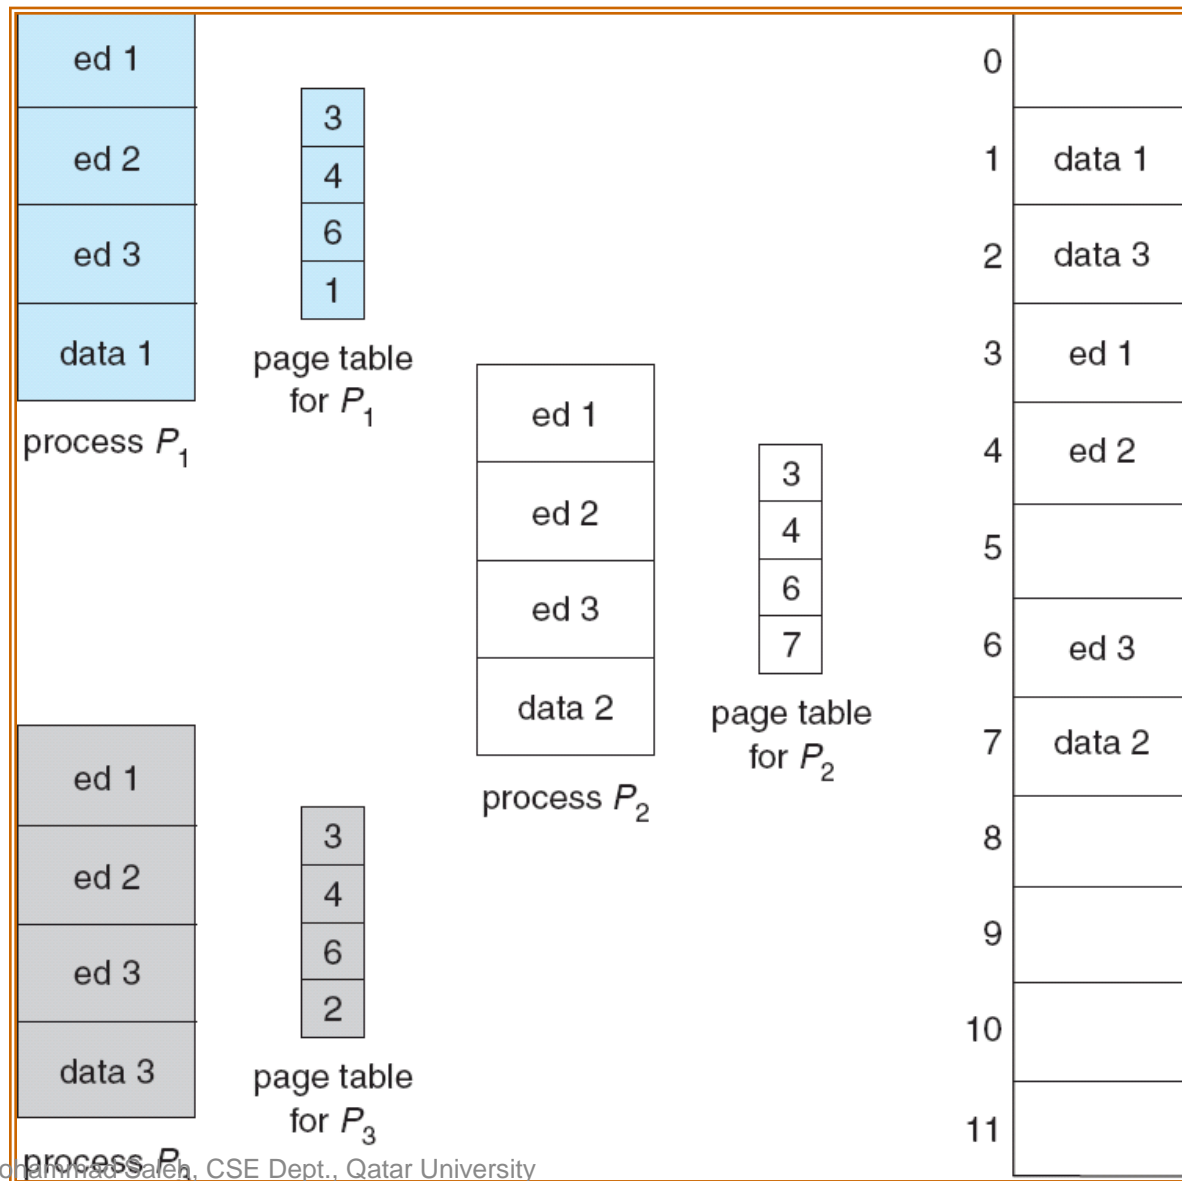 ed 1
ed 2
ed 3
data 1
process P1
3
4
6
1
page table
for P1
ed 1
ed 2
ed 3
data 2
process P2
3
4
6
7
page table
for P2
ed 1
ed 2
ed 3
data 3
process P3
3
4
6
2
page table
for P3
0
1 data 1
2 data 3
3 ed 1
4 ed 2
5
6 ed 3
7 data 2
8
9
10
11
ohammad Saleh, CSE Dept., Qatar University